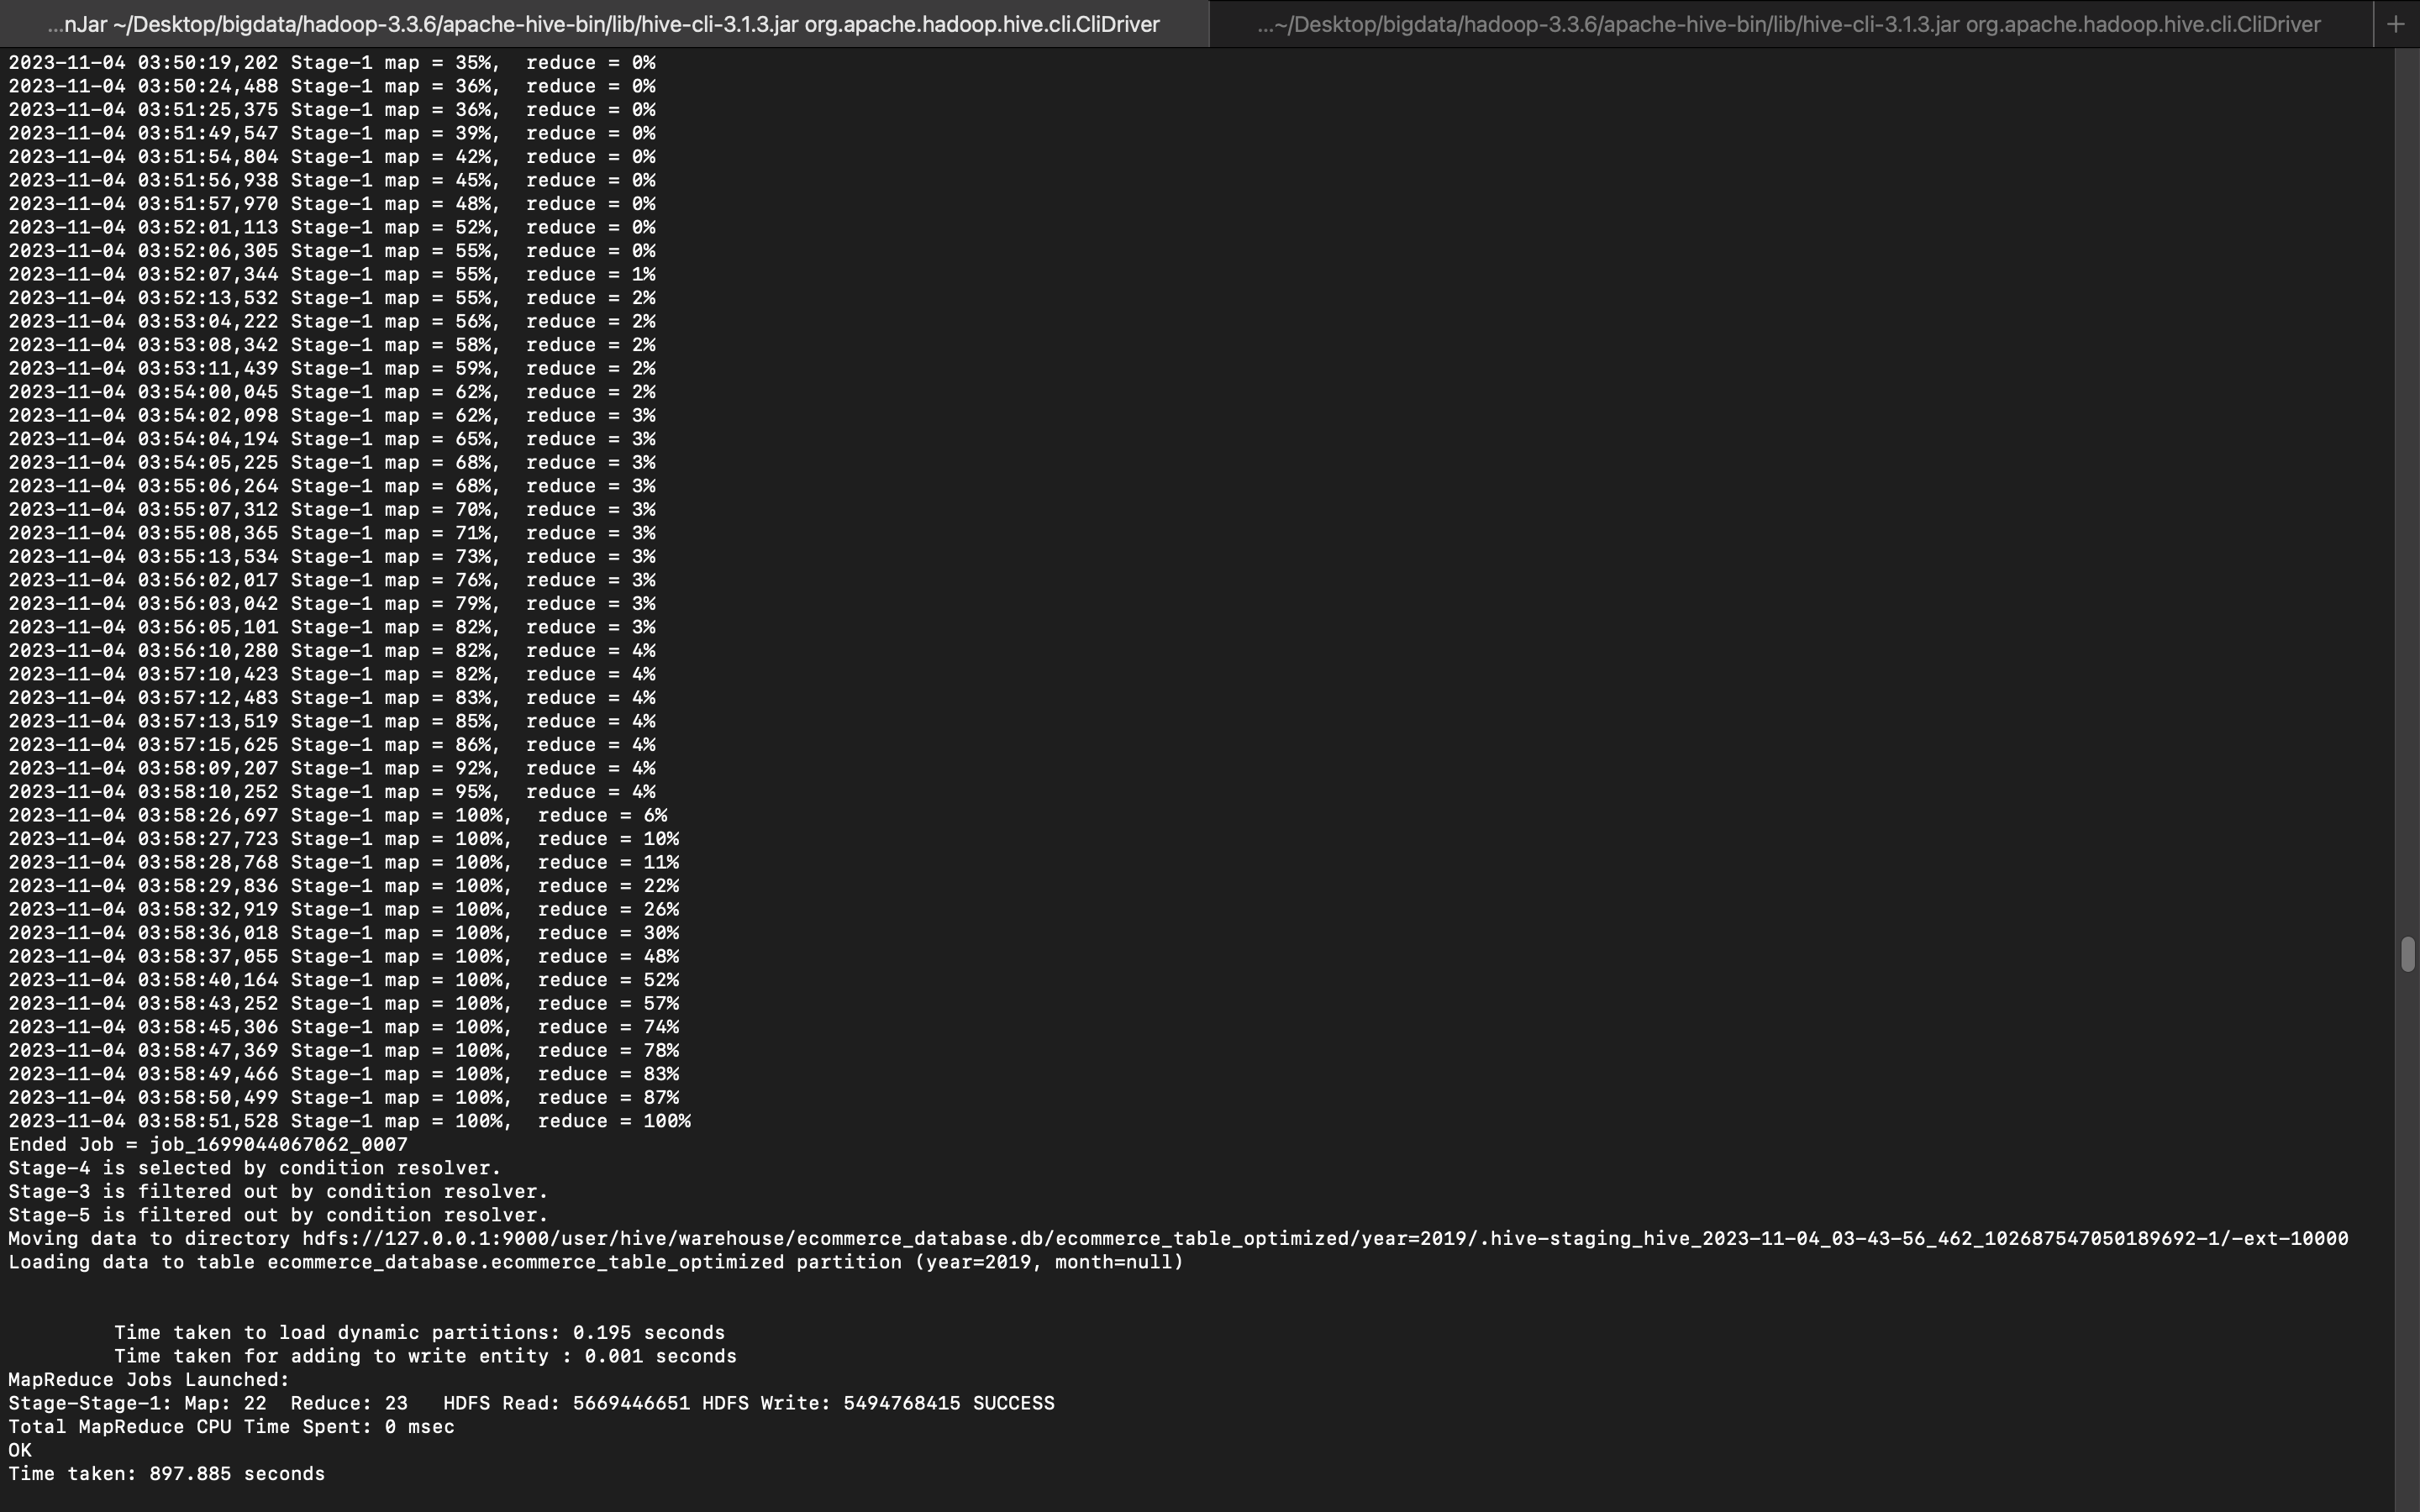 ...nJar ~/Desktop/bigdata/hadoop-3.3.6/apache-hive-bin/lib/hive-cli-3.1.3.jar org.apache.hadoop.hive.cli.CliDriver
...~/Desktop/bigdata/hadoop-3.3.6/apache-hive-bin/lib/hive-cli-3.1.3.jar org.apache.hadoop.hive.cli.CliDriver
+
2023-11-04 03:50:19,202 Stage-1 map = 35%,  reduce = 0%
2023-11-04 03:50:24,488 Stage-1 map = 36%,  reduce = 0%
2023-11-04 03:51:25,375 Stage-1 map = 36%,  reduce = 0%
2023-11-04 03:51:49,547 Stage-1 map = 39%,  reduce = 0%
2023-11-04 03:51:54,804 Stage-1 map = 42%,  reduce = 0%
2023-11-04 03:51:56,938 Stage-1 map = 45%,  reduce = 0%
2023-11-04 03:51:57,970 Stage-1 map = 48%,  reduce = 0%
2023-11-04 03:52:01,113 Stage-1 map = 52%,  reduce = 0%
2023-11-04 03:52:06,305 Stage-1 map = 55%,  reduce = 0%
2023-11-04 03:52:07,344 Stage-1 map = 55%,  reduce = 1%
2023-11-04 03:52:13,532 Stage-1 map = 55%,  reduce = 2%
2023-11-04 03:53:04,222 Stage-1 map = 56%,  reduce = 2%
2023-11-04 03:53:08,342 Stage-1 map = 58%,  reduce = 2%
2023-11-04 03:53:11,439 Stage-1 map = 59%,  reduce = 2%
2023-11-04 03:54:00,045 Stage-1 map = 62%,  reduce = 2%
2023-11-04 03:54:02,098 Stage-1 map = 62%,  reduce = 3%
2023-11-04 03:54:04,194 Stage-1 map = 65%,  reduce = 3%
2023-11-04 03:54:05,225 Stage-1 map = 68%,  reduce = 3%
2023-11-04 03:55:06,264 Stage-1 map = 68%,  reduce = 3%
2023-11-04 03:55:07,312 Stage-1 map = 70%,  reduce = 3%
2023-11-04 03:55:08,365 Stage-1 map = 71%,  reduce = 3%
2023-11-04 03:55:13,534 Stage-1 map = 73%,  reduce = 3%
2023-11-04 03:56:02,017 Stage-1 map = 76%,  reduce = 3%
2023-11-04 03:56:03,042 Stage-1 map = 79%,  reduce = 3%
2023-11-04 03:56:05,101 Stage-1 map = 82%,  reduce = 3%
2023-11-04 03:56:10,280 Stage-1 map = 82%,  reduce = 4%
2023-11-04 03:57:10,423 Stage-1 map = 82%,  reduce = 4%
2023-11-04 03:57:12,483 Stage-1 map = 83%,  reduce = 4%
2023-11-04 03:57:13,519 Stage-1 map = 85%,  reduce = 4%
2023-11-04 03:57:15,625 Stage-1 map = 86%,  reduce = 4%
2023-11-04 03:58:09,207 Stage-1 map = 92%,  reduce = 4%
2023-11-04 03:58:10,252 Stage-1 map = 95%,  reduce = 4%
2023-11-04 03:58:26,697 Stage-1 map = 100%,  reduce = 6%
2023-11-04 03:58:27,723 Stage-1 map = 100%,  reduce = 10%
2023-11-04 03:58:28,768 Stage-1 map = 100%,  reduce = 11%
2023-11-04 03:58:29,836 Stage-1 map = 100%,  reduce = 22%
2023-11-04 03:58:32,919 Stage-1 map = 100%,  reduce = 26%
2023-11-04 03:58:36,018 Stage-1 map = 100%,  reduce = 30%
2023-11-04 03:58:37,055 Stage-1 map = 100%,  reduce = 48%
2023-11-04 03:58:40,164 Stage-1 map = 100%,  reduce = 52%
2023-11-04 03:58:43,252 Stage-1 map = 100%,  reduce = 57%
2023-11-04 03:58:45,306 Stage-1 map = 100%,  reduce = 74%
2023-11-04 03:58:47,369 Stage-1 map = 100%,  reduce = 78%
2023-11-04 03:58:49,466 Stage-1 map = 100%,  reduce = 83%
2023-11-04 03:58:50,499 Stage-1 map = 100%,  reduce = 87%
2023-11-04 03:58:51,528 Stage-1 map = 100%,  reduce = 100%
Ended Job = job_1699044067062_0007
Stage-4 is selected by condition resolver.
Stage-3 is filtered out by condition resolver.
Stage-5 is filtered out by condition resolver.
Moving data to directory hdfs://127.0.0.1:9000/user/hive/warehouse/ecommerce_database.db/ecommerce_table_optimized/year=2019/.hive-staging_hive_2023-11-04_03-43-56_462_102687547050189692-1/-ext-10000
Loading data to table ecommerce_database.ecommerce_table_optimized partition (year=2019, month=null)
Time taken to load dynamic partitions: 0.195 seconds
Time taken for adding to write entity : 0.001 seconds
MapReduce Jobs Launched:
Stage-Stage-1: Map: 22  Reduce: 23   HDFS Read: 5669446651 HDFS Write: 5494768415 SUCCESS
Total MapReduce CPU Time Spent: 0 msec
OK
Time taken: 897.885 seconds